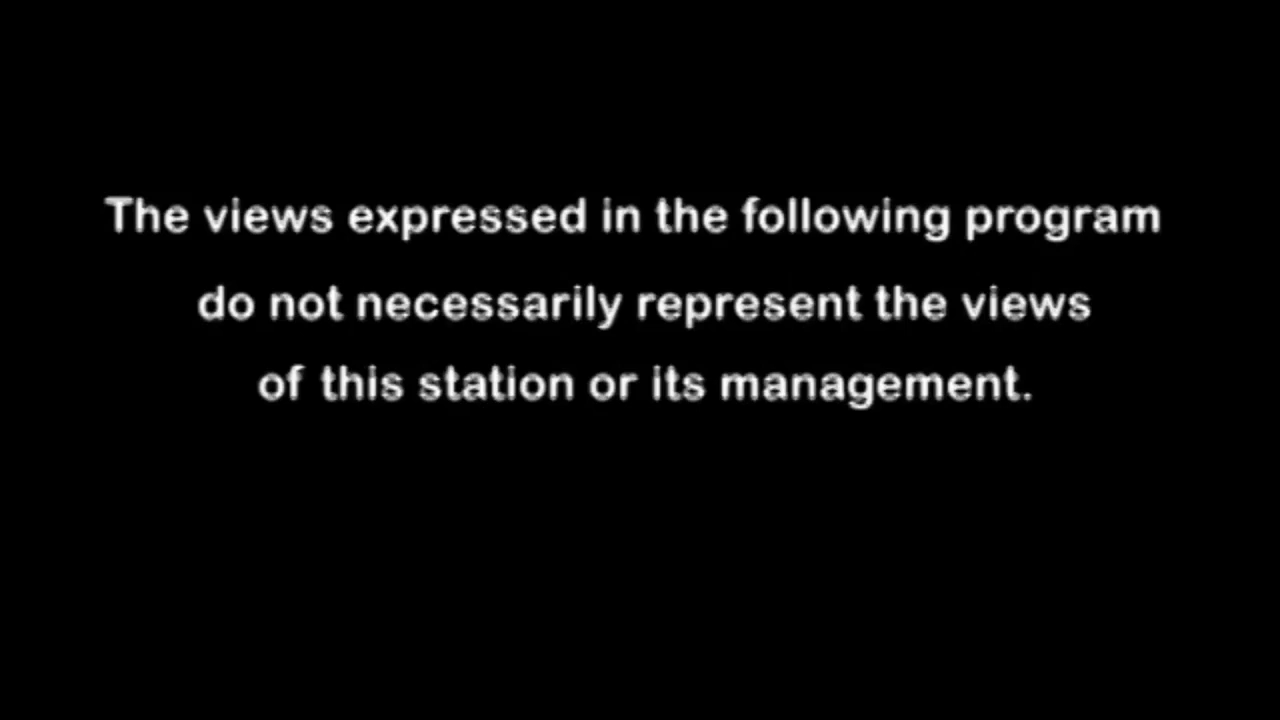 The views expressed in the following program
do not necessarily represent the views
of this station or its management.